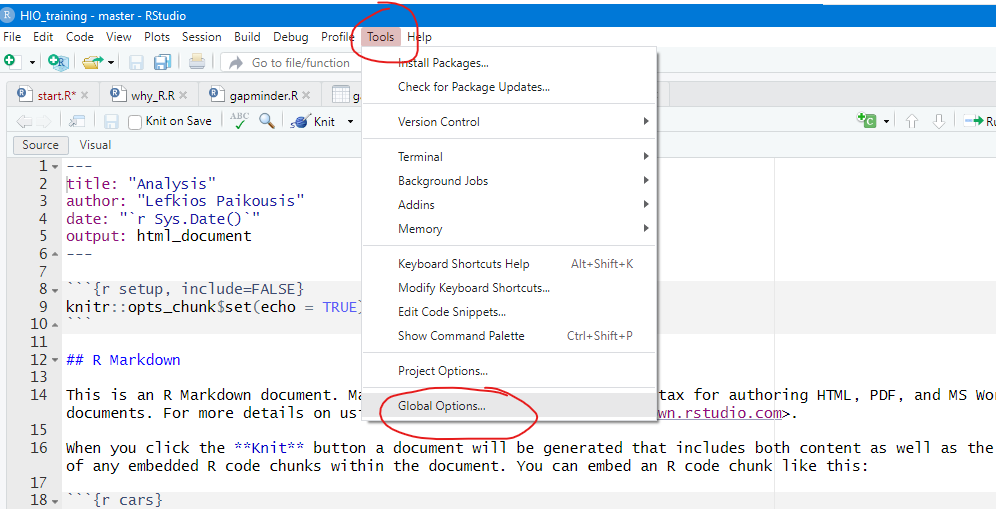 HIO_training - master - RStudio
File Edit Code View Plots Session Build Debug Profile Tools Help
Go to file/function
start.R* why_R.R gapminder.R
Knit on Save ABC Knit
Source Visual
Install Packages...
Check for Package Updates...
Version Control
Terminal
Background Jobs
Addins
Memory
Keyboard Shortcuts Help Alt+Shift+K
Modify Keyboard Shortcuts...
Edit Code Snippets...
Show Command Palette Ctrl+Shift+P
Project Options...
Global Options...
1 ---
2 title: "Analysis"
3 author: "Lefkios Paikousis"
4 date: "`r Sys.Date()`"
5 output: html_document
6 ---
7
8 ```{r setup, include=FALSE}
9 knitr::opts_chunk$set(echo = TRUE)
10 ```
11
12 ## R Markdown
13
14 This is an R Markdown document. tax for authoring HTML, PDF, and MS
documents. For more details on wn.rstudio.com>.
15
16 When you click the **Knit** button a document will be generated that includes both content as well as the
of any embedded R code chunks within the document. You can embed an R code chunk like this:
17
18 ```{r cars}